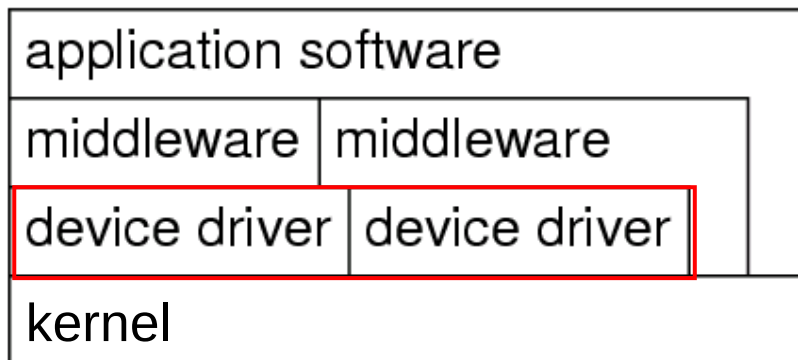 application software
middleware middleware
device driver device driver
kernel